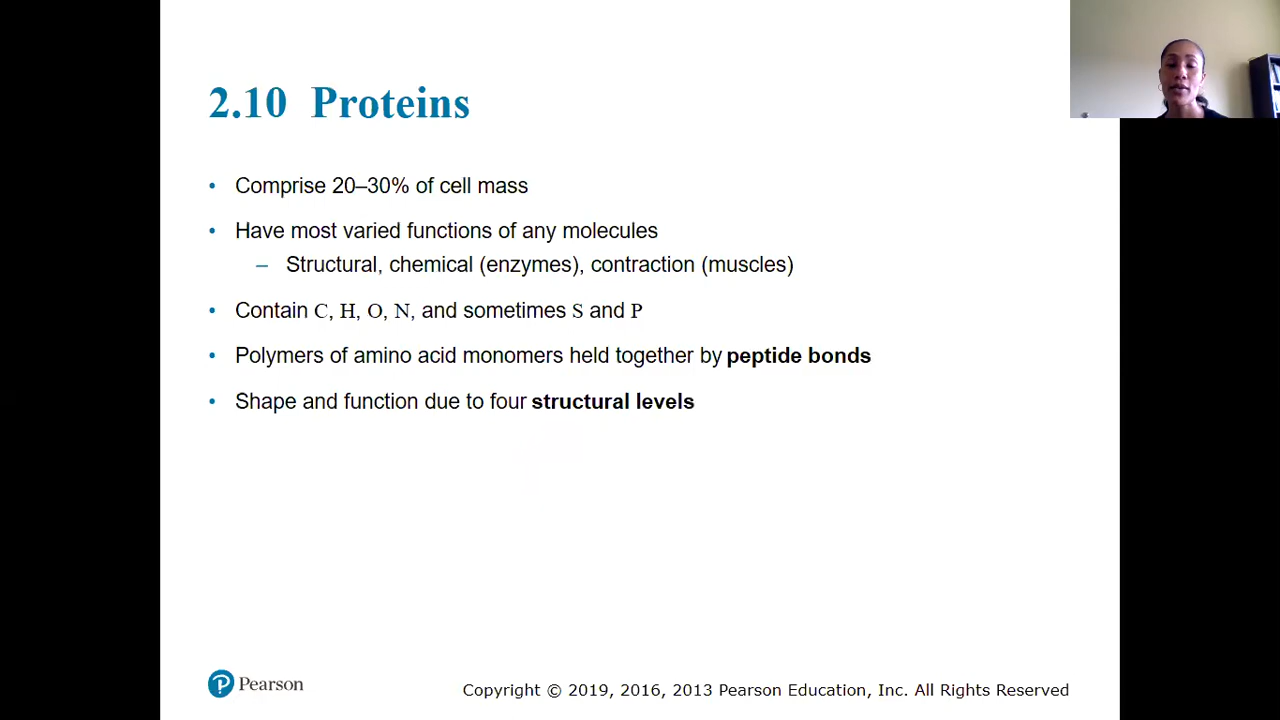 2.10 Proteins
• Comprise 20–30% of cell mass
• Have most varied functions of any molecules
– Structural, chemical (enzymes), contraction (muscles)
• Contain C, H, O, N, and sometimes S and P
• Polymers of amino acid monomers held together by peptide bonds
• Shape and function due to four structural levels
Pearson
Copyright © 2019, 2016, 2013 Pearson Education, Inc. All Rights Reserved